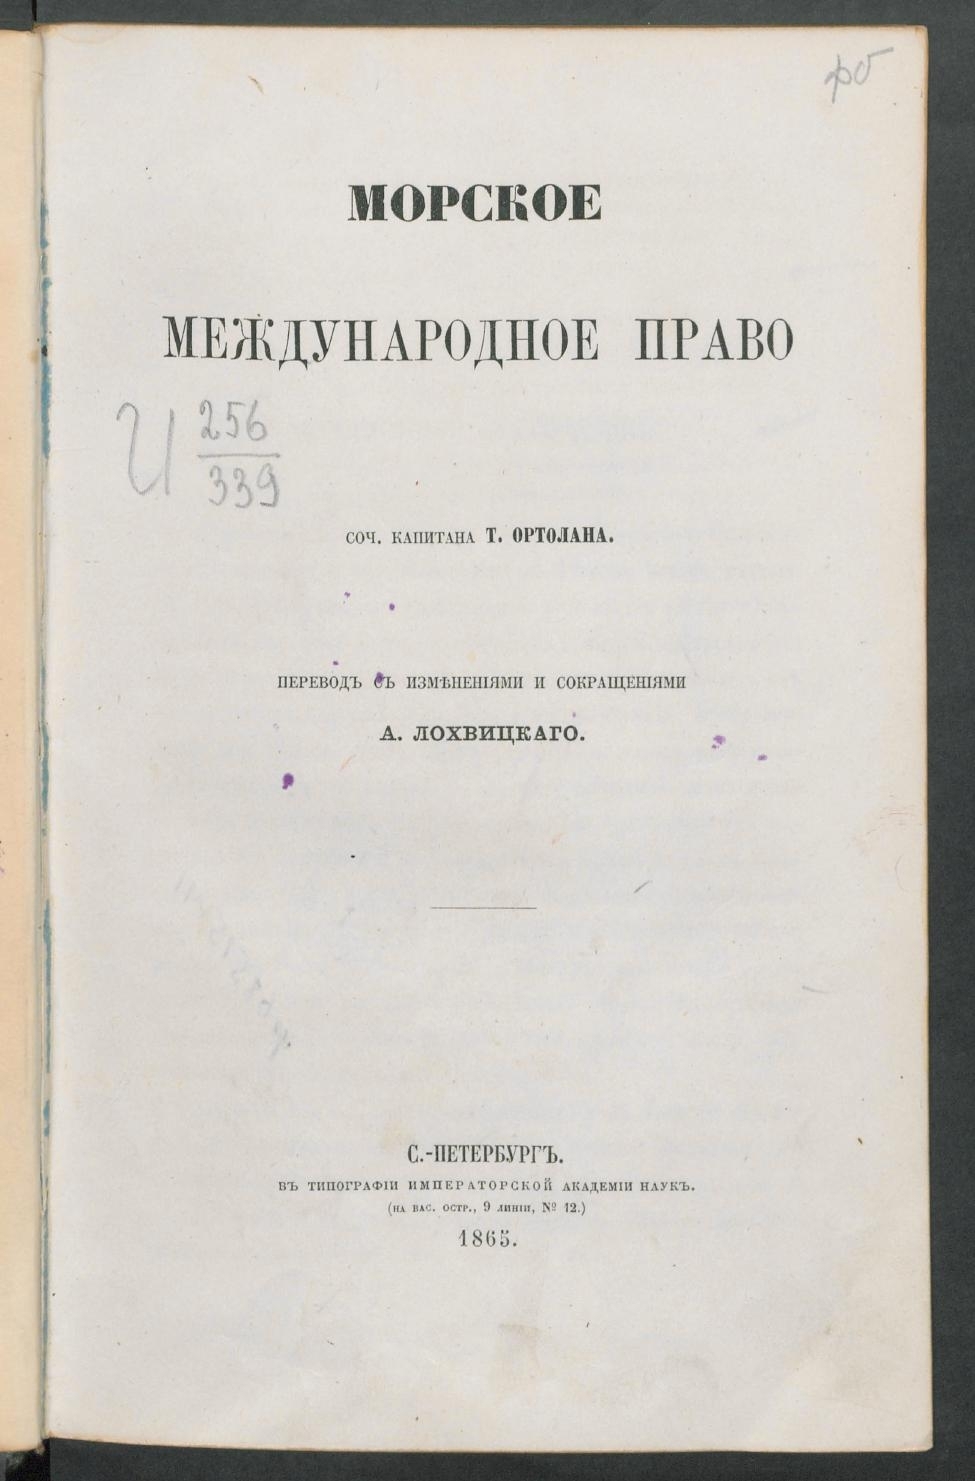 рб
МОРСКОЕ
МЕЖДУНАРОДНОЕ ПРАВО
И 256
339
СОЧ. КАПИТАНА Т. ОРТОЛАНА.
ПЕРЕВОДЪ СЪ ИЗМѢНЕНІЯМИ И СОКРАЩЕНІЯМИ
А. ЛОХВИЦКАГО.
С.-ПЕТЕРБУРГЪ.
ВЪ ТИПОГРАФІИ ИМПЕРАТОРСКОЙ АКАДЕМІИ НАУКЪ.
(НА ВАС. ОСТР., 9 ЛИНІИ, № 12.)
1865.